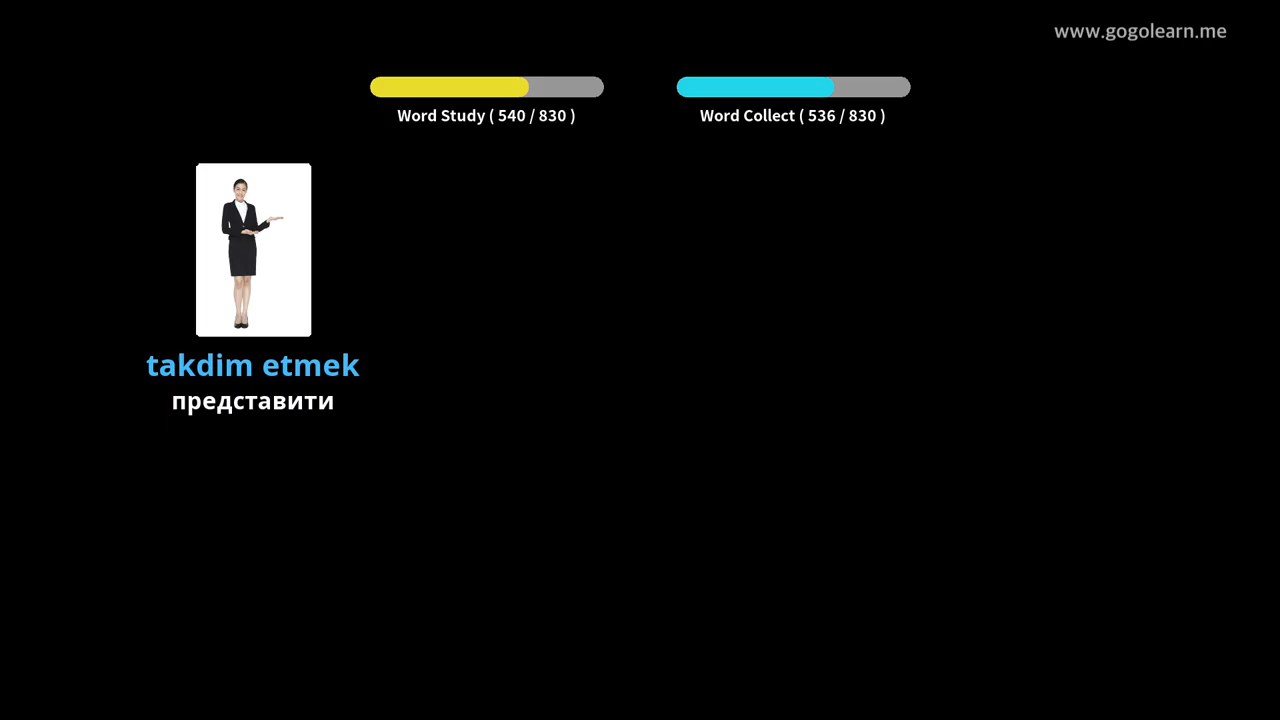 www.gogolearn.me
Word Study ( 540 / 830 )
Word Collect ( 536 / 830 )
takdim etmek
представити